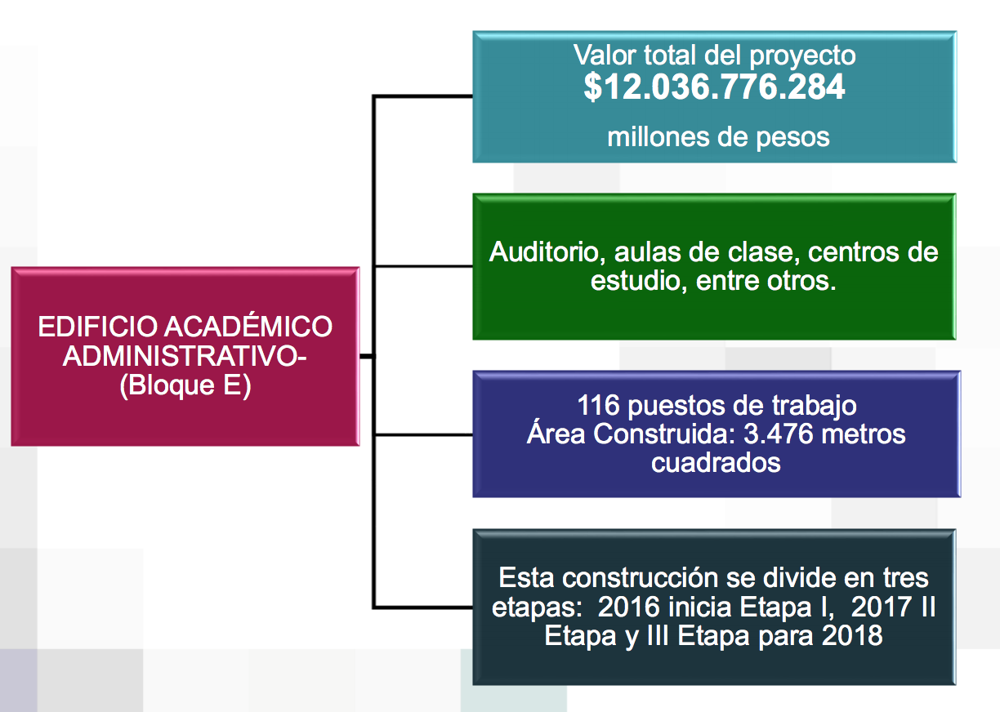 Valor total del proyecto
$12.036.776.284
millones de pesos
Auditorio, aulas de clase, centros de
estudio, entre otros.
EDIFICIO ACADÉMICO
ADMINISTRATIVO-
(Bloque E)
116 puestos de trabajo
Área Construida: 3.476 metros
cuadrados
Esta construcción se divide en tres
etapas:  2016 inicia Etapa I,  2017 II
Etapa y III Etapa para 2018